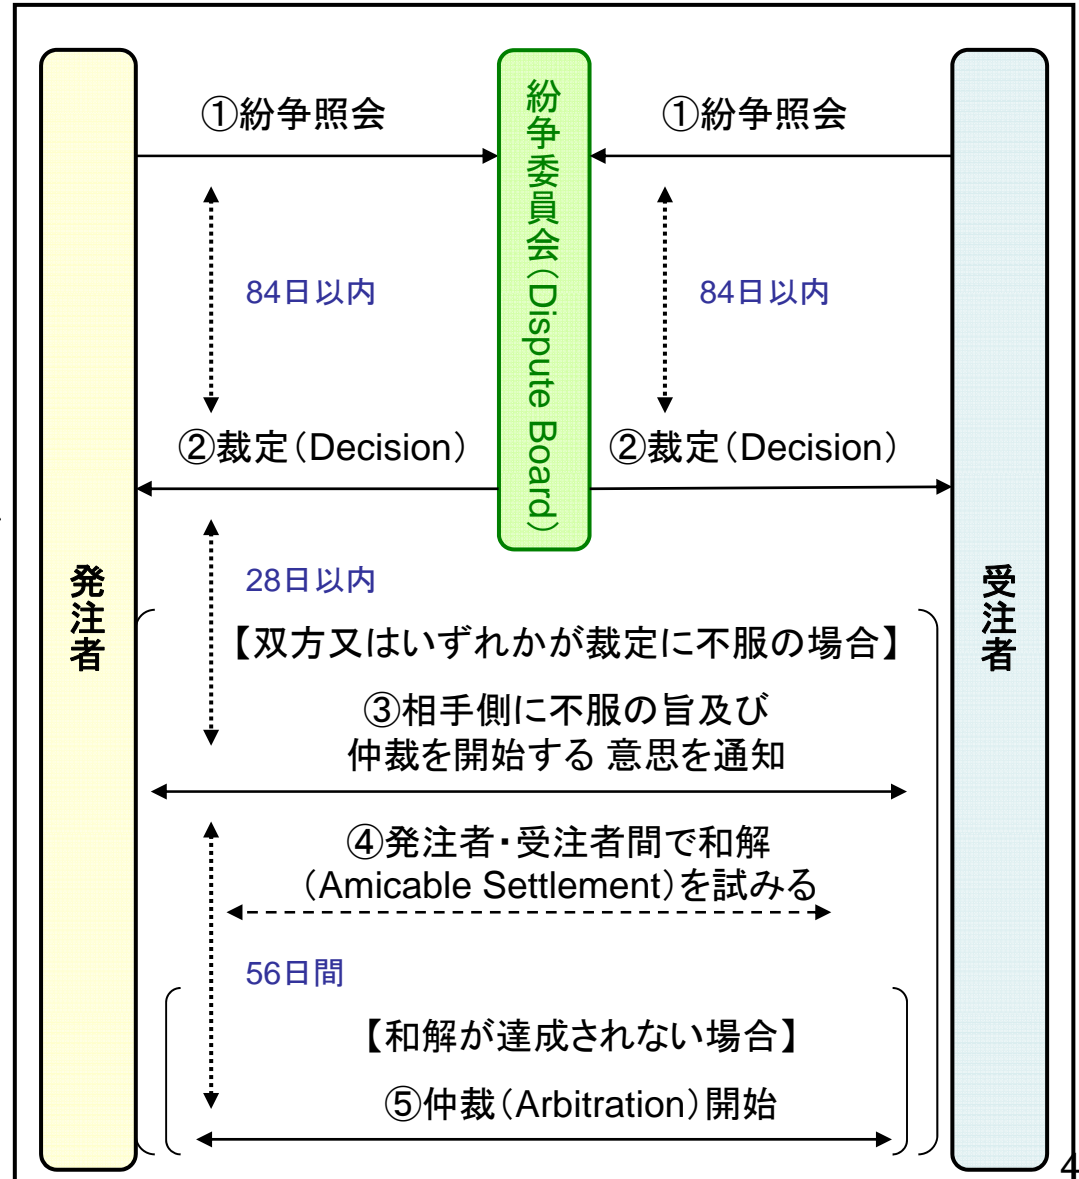 ①紛争照会
①紛争照会
紛争委員会(Dispute Board)
84日以内
84日以内
②裁定(Decision)
②裁定(Decision)
発注者
受注者
28日以内
【双方又はいずれかが裁定に不服の場合】
③相手側に不服の旨及び
仲裁を開始する 意思を通知
④発注者・受注者間で和解
(Amicable Settlement)を試みる
56日間
【和解が達成されない場合】
⑤仲裁(Arbitration)開始
4